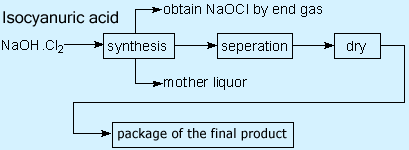 obtain NaOCl by end gas
Isocyanuric acid
NaOH .Cl₂ synthesis seperation dry
mother liquor
package of the final product